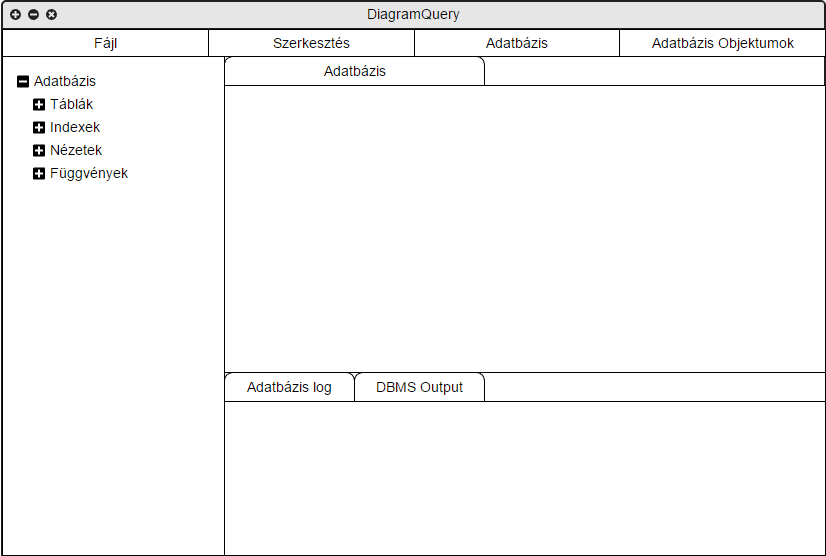 DiagramQuery
Fájl
Szerkesztés
Adatbázis
Adatbázis Objektumok
Adatbázis
Táblák
Indexek
Nézetek
Függvények
Adatbázis
Adatbázis log
DBMS Output